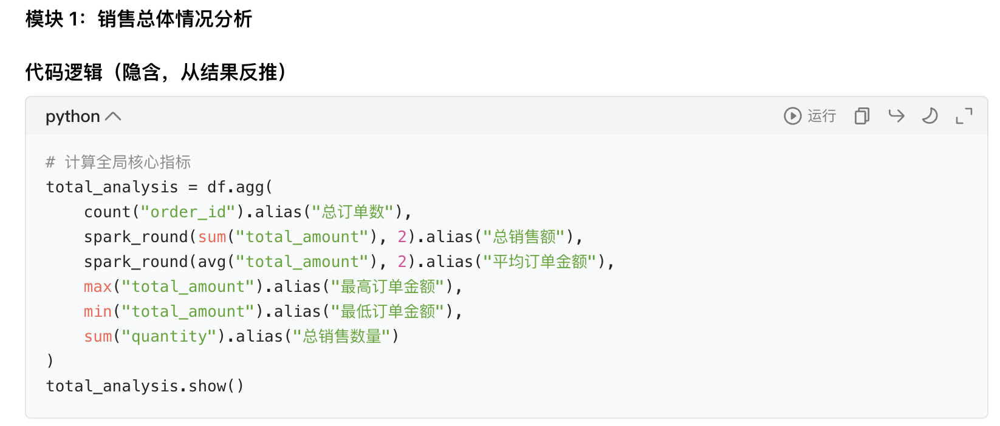 模块 1：销售总体情况分析
代码逻辑（隐含，从结果反推）
python
运行
# 计算全局核心指标
total_analysis = df.agg(
    count("order_id").alias("总订单数"),
    spark_round(sum("total_amount"), 2).alias("总销售额"),
    spark_round(avg("total_amount"), 2).alias("平均订单金额"),
    max("total_amount").alias("最高订单金额"),
    min("total_amount").alias("最低订单金额"),
    sum("quantity").alias("总销售数量")
)
total_analysis.show()